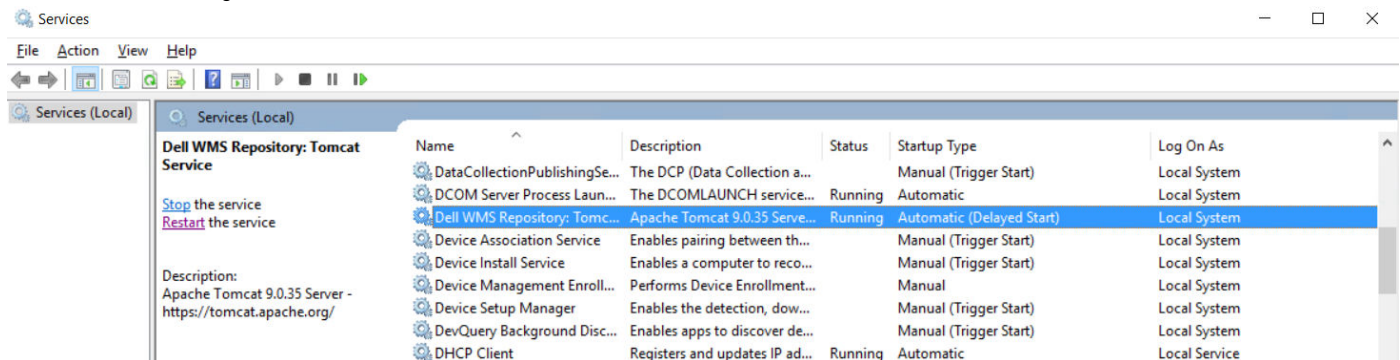 Services
File Action View Help
Services (Local)
Services (Local)
Dell WMS Repository: Tomcat
Service
Stop the service
Restart the service
Description:
Apache Tomcat 9.0.35 Server -
https://tomcat.apache.org/
Name Description Status Startup Type Log On As
DataCollectionPublishingSe... The DCP (Data Collection a... Manual (Trigger Start) Local System
DCOM Server Process Laun... The DCOMLAUNCH service... Running Automatic Local System
Dell WMS Repository: Tomc... Apache Tomcat 9.0.35 Serve... Running Automatic (Delayed Start) Local System
Device Association Service Enables pairing between th... Manual (Trigger Start) Local System
Device Install Service Enables a computer to reco... Manual (Trigger Start) Local System
Device Management Enroll... Performs Device Enrollment... Manual Local System
Device Setup Manager Enables the detection, dow... Manual (Trigger Start) Local System
DevQuery Background Disc... Enables apps to discover de... Manual (Trigger Start) Local System
DHCP Client Registers and updates IP ad... Running Automatic Local Service